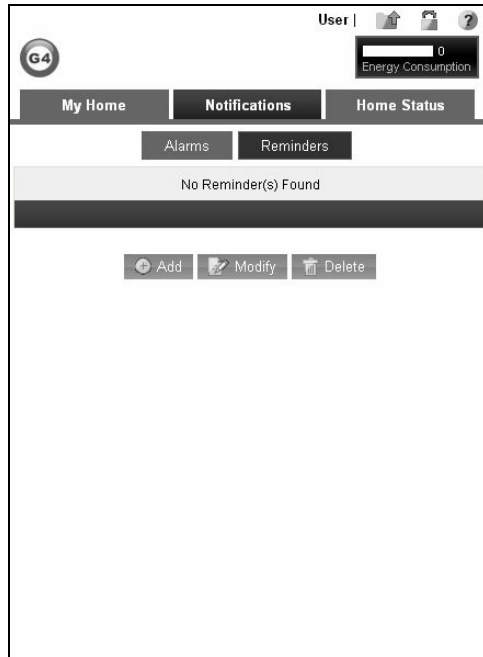 User |
?
G4
0
Energy Consumption
My Home Notifications Home Status
Alarms Reminders
No Reminder(s) Found
Add Modify Delete